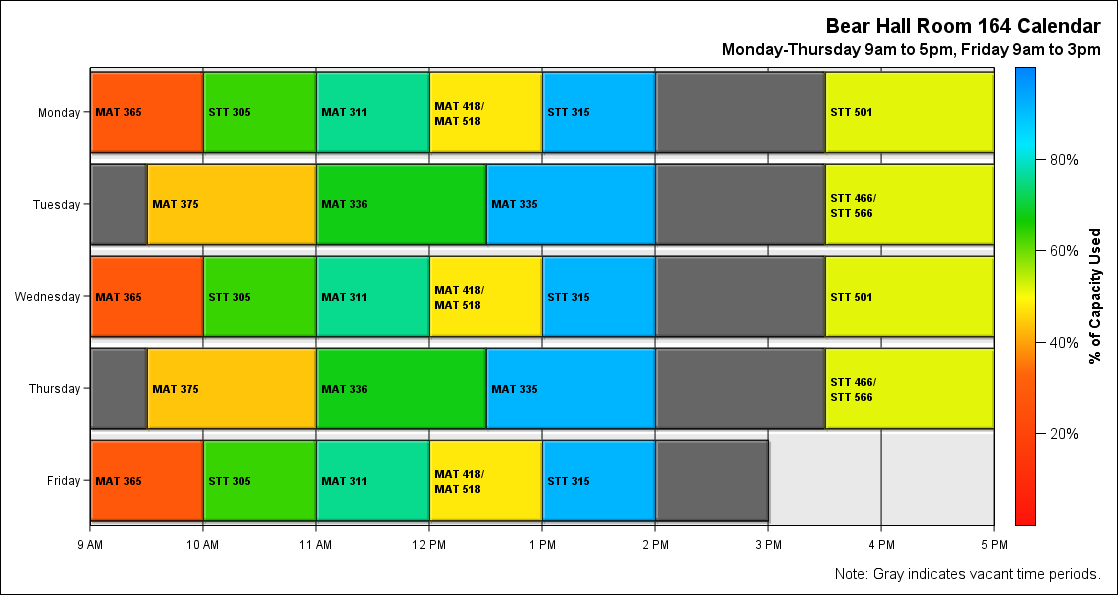 Bear Hall Room 164 Calendar
Monday-Thursday 9am to 5pm, Friday 9am to 3pm
Monday
MAT 365
STT 305
MAT 311
MAT 418/
MAT 518
STT 315
STT 501
Tuesday
MAT 375
MAT 336
MAT 335
STT 466/
STT 566
Wednesday
MAT 365
STT 305
MAT 311
MAT 418/
MAT 518
STT 315
STT 501
Thursday
MAT 375
MAT 336
MAT 335
STT 466/
STT 566
Friday
MAT 365
STT 305
MAT 311
MAT 418/
MAT 518
STT 315
9 AM
10 AM
11 AM
12 PM
1 PM
2 PM
3 PM
4 PM
5 PM
80%
60%
40%
20%
% of Capacity Used
Note: Gray indicates vacant time periods.